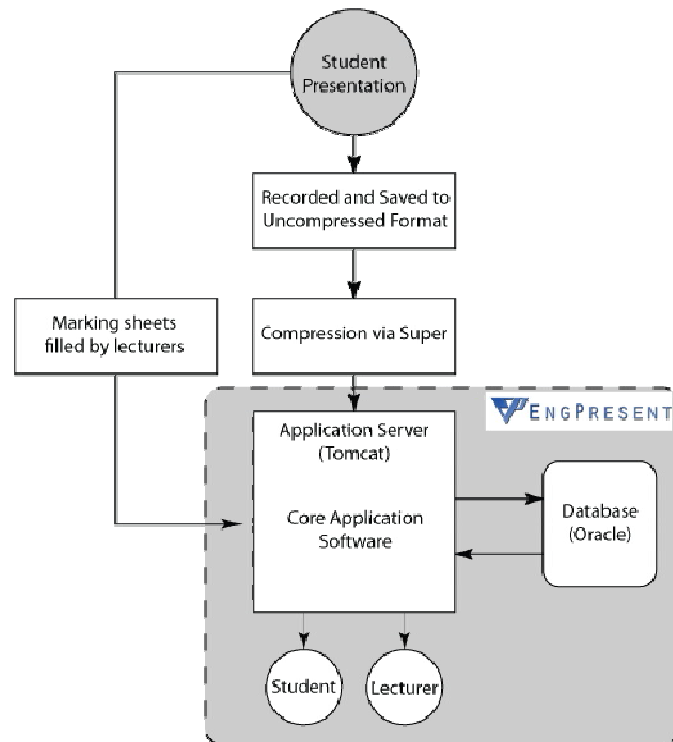 Student
Presentation
Recorded and Saved to
Uncompressed Format
Marking sheets
filled by lecturers
Compression via Super
ENGPRESENT
Application Server
(Tomcat)
Core Application
Software
Database
(Oracle)
Student
Lecturer